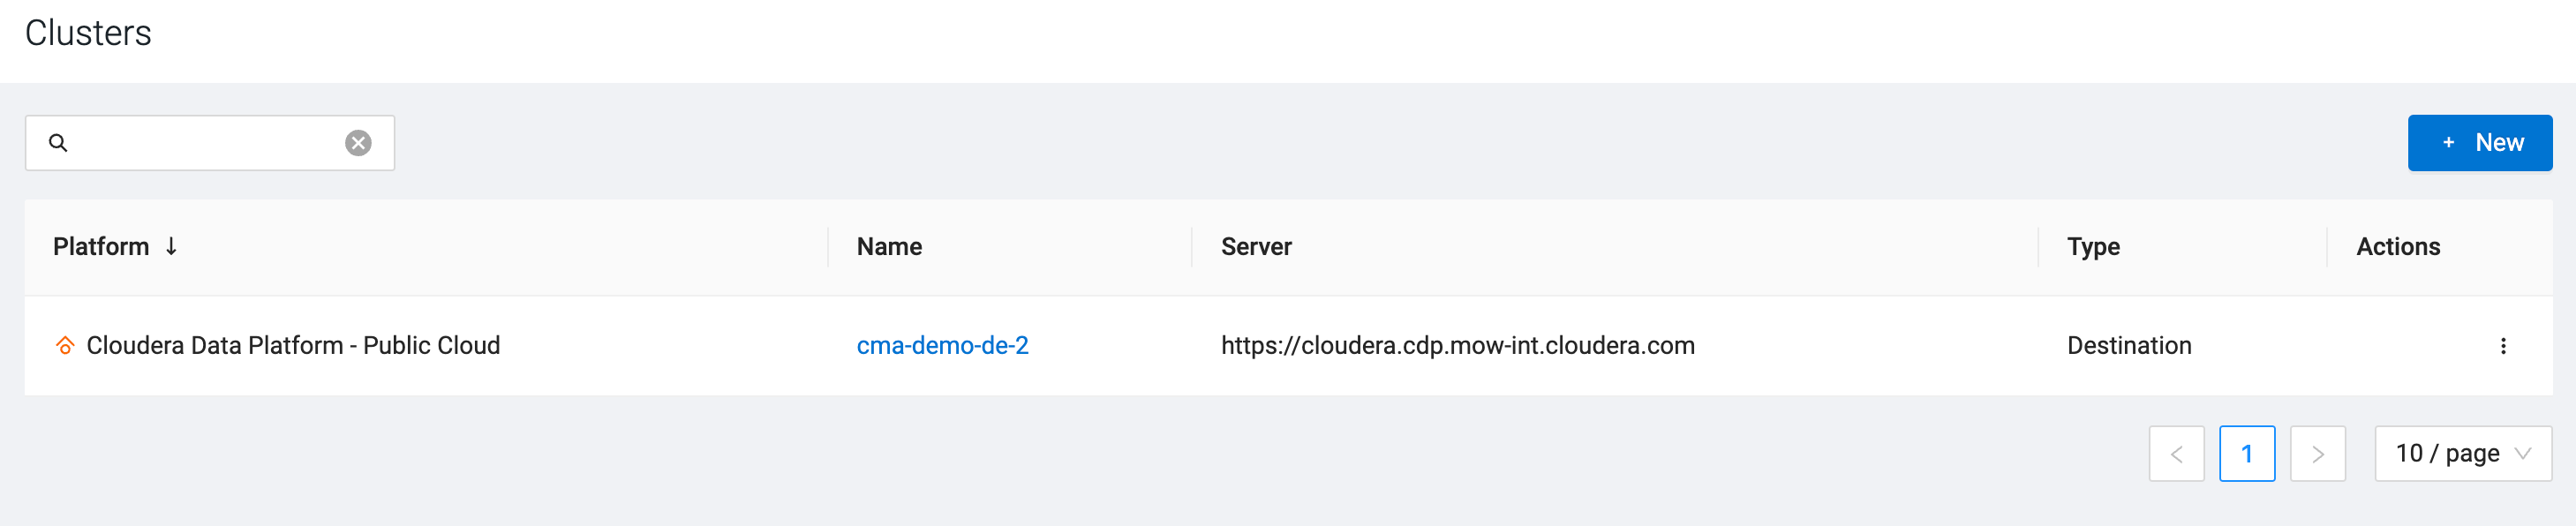 Clusters
+ New
Platform ↓ Name Server Type Actions
Cloudera Data Platform - Public Cloud cma-demo-de-2 https://cloudera.cdp.mow-int.cloudera.com Destination
< 1 > 10 / page